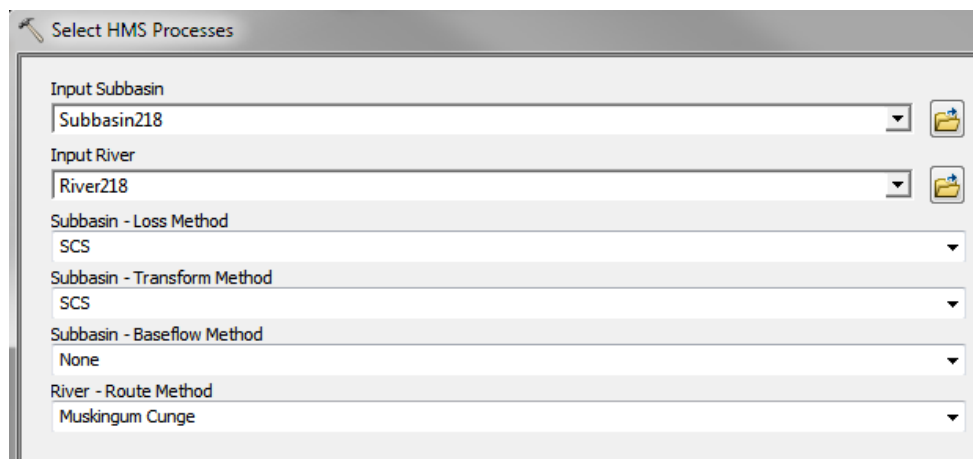 Select HMS Processes
Input Subbasin
Subbasin218
Input River
River218
Subbasin - Loss Method
SCS
Subbasin - Transform Method
SCS
Subbasin - Baseflow Method
None
River - Route Method
Muskingum Cunge